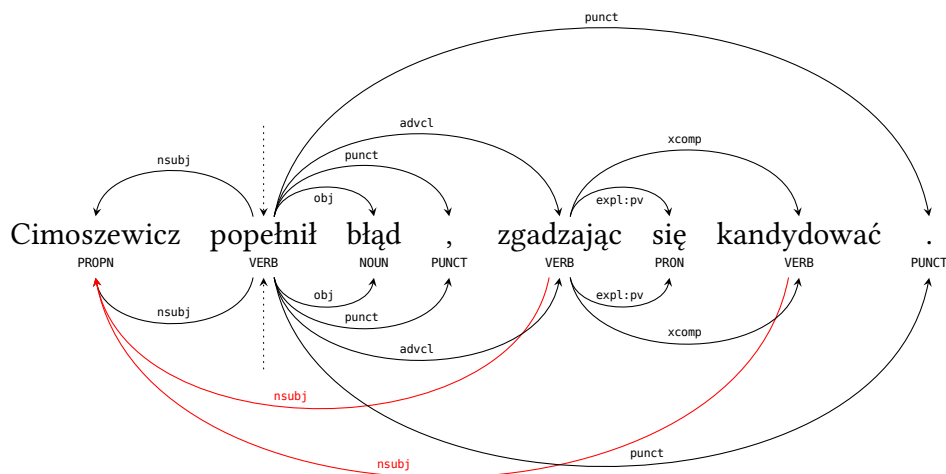 punct
advcl
nsubj punct xcomp
obj expl:pv
Cimoszewicz popełnił błąd , zgadzając się kandydować .
PROPN VERB NOUN PUNCT VERB PRON VERB PUNCT
nsubj obj expl:pv
punct xcomp
advcl
nsubj
punct
nsubj